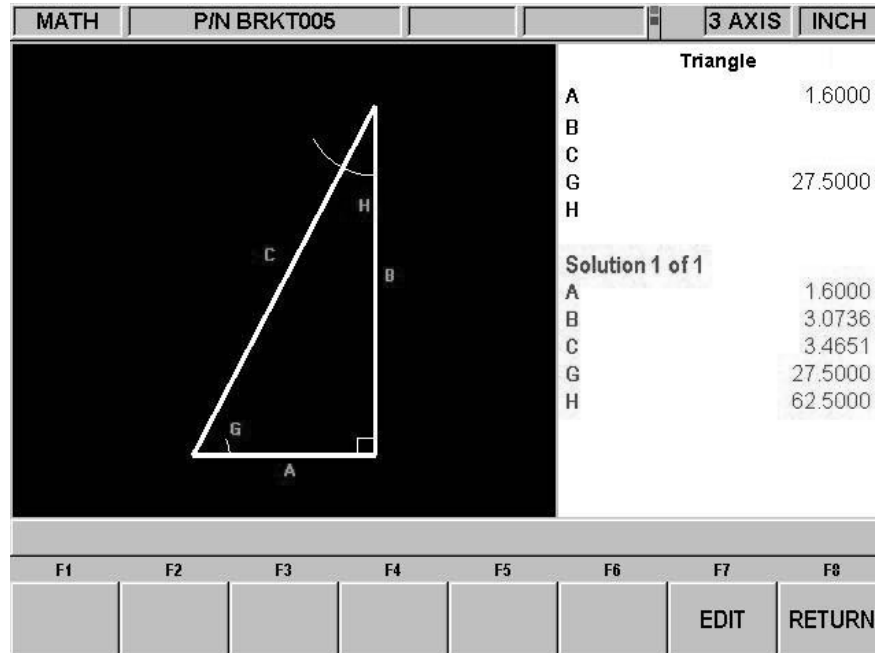 MATH P/N BRKT005 3 AXIS INCH
Triangle
A 1.6000
B
C
G 27.5000
H
Solution 1 of 1
A 1.6000
B 3.0736
C 3.4651
G 27.5000
H 62.5000
H
C
B
G
A
F1 F2 F3 F4 F5 F6 F7 F8
EDIT RETURN